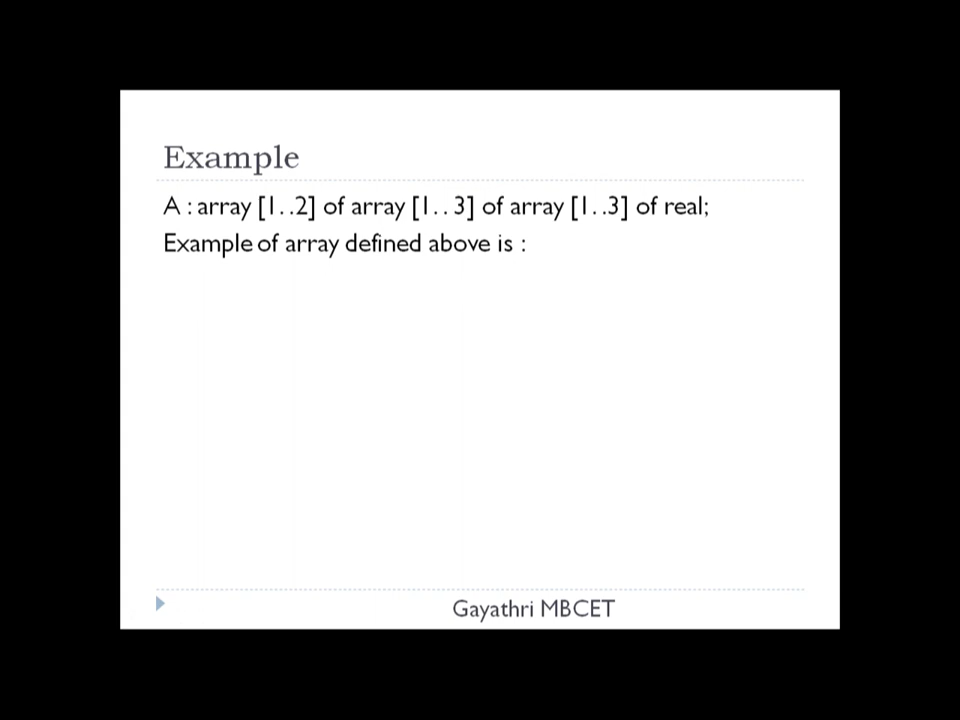 Example
A : array [1. .2] of array [1. . 3] of array [1. .3] of real;
Example of array defined above is :
Gayathri MBCET